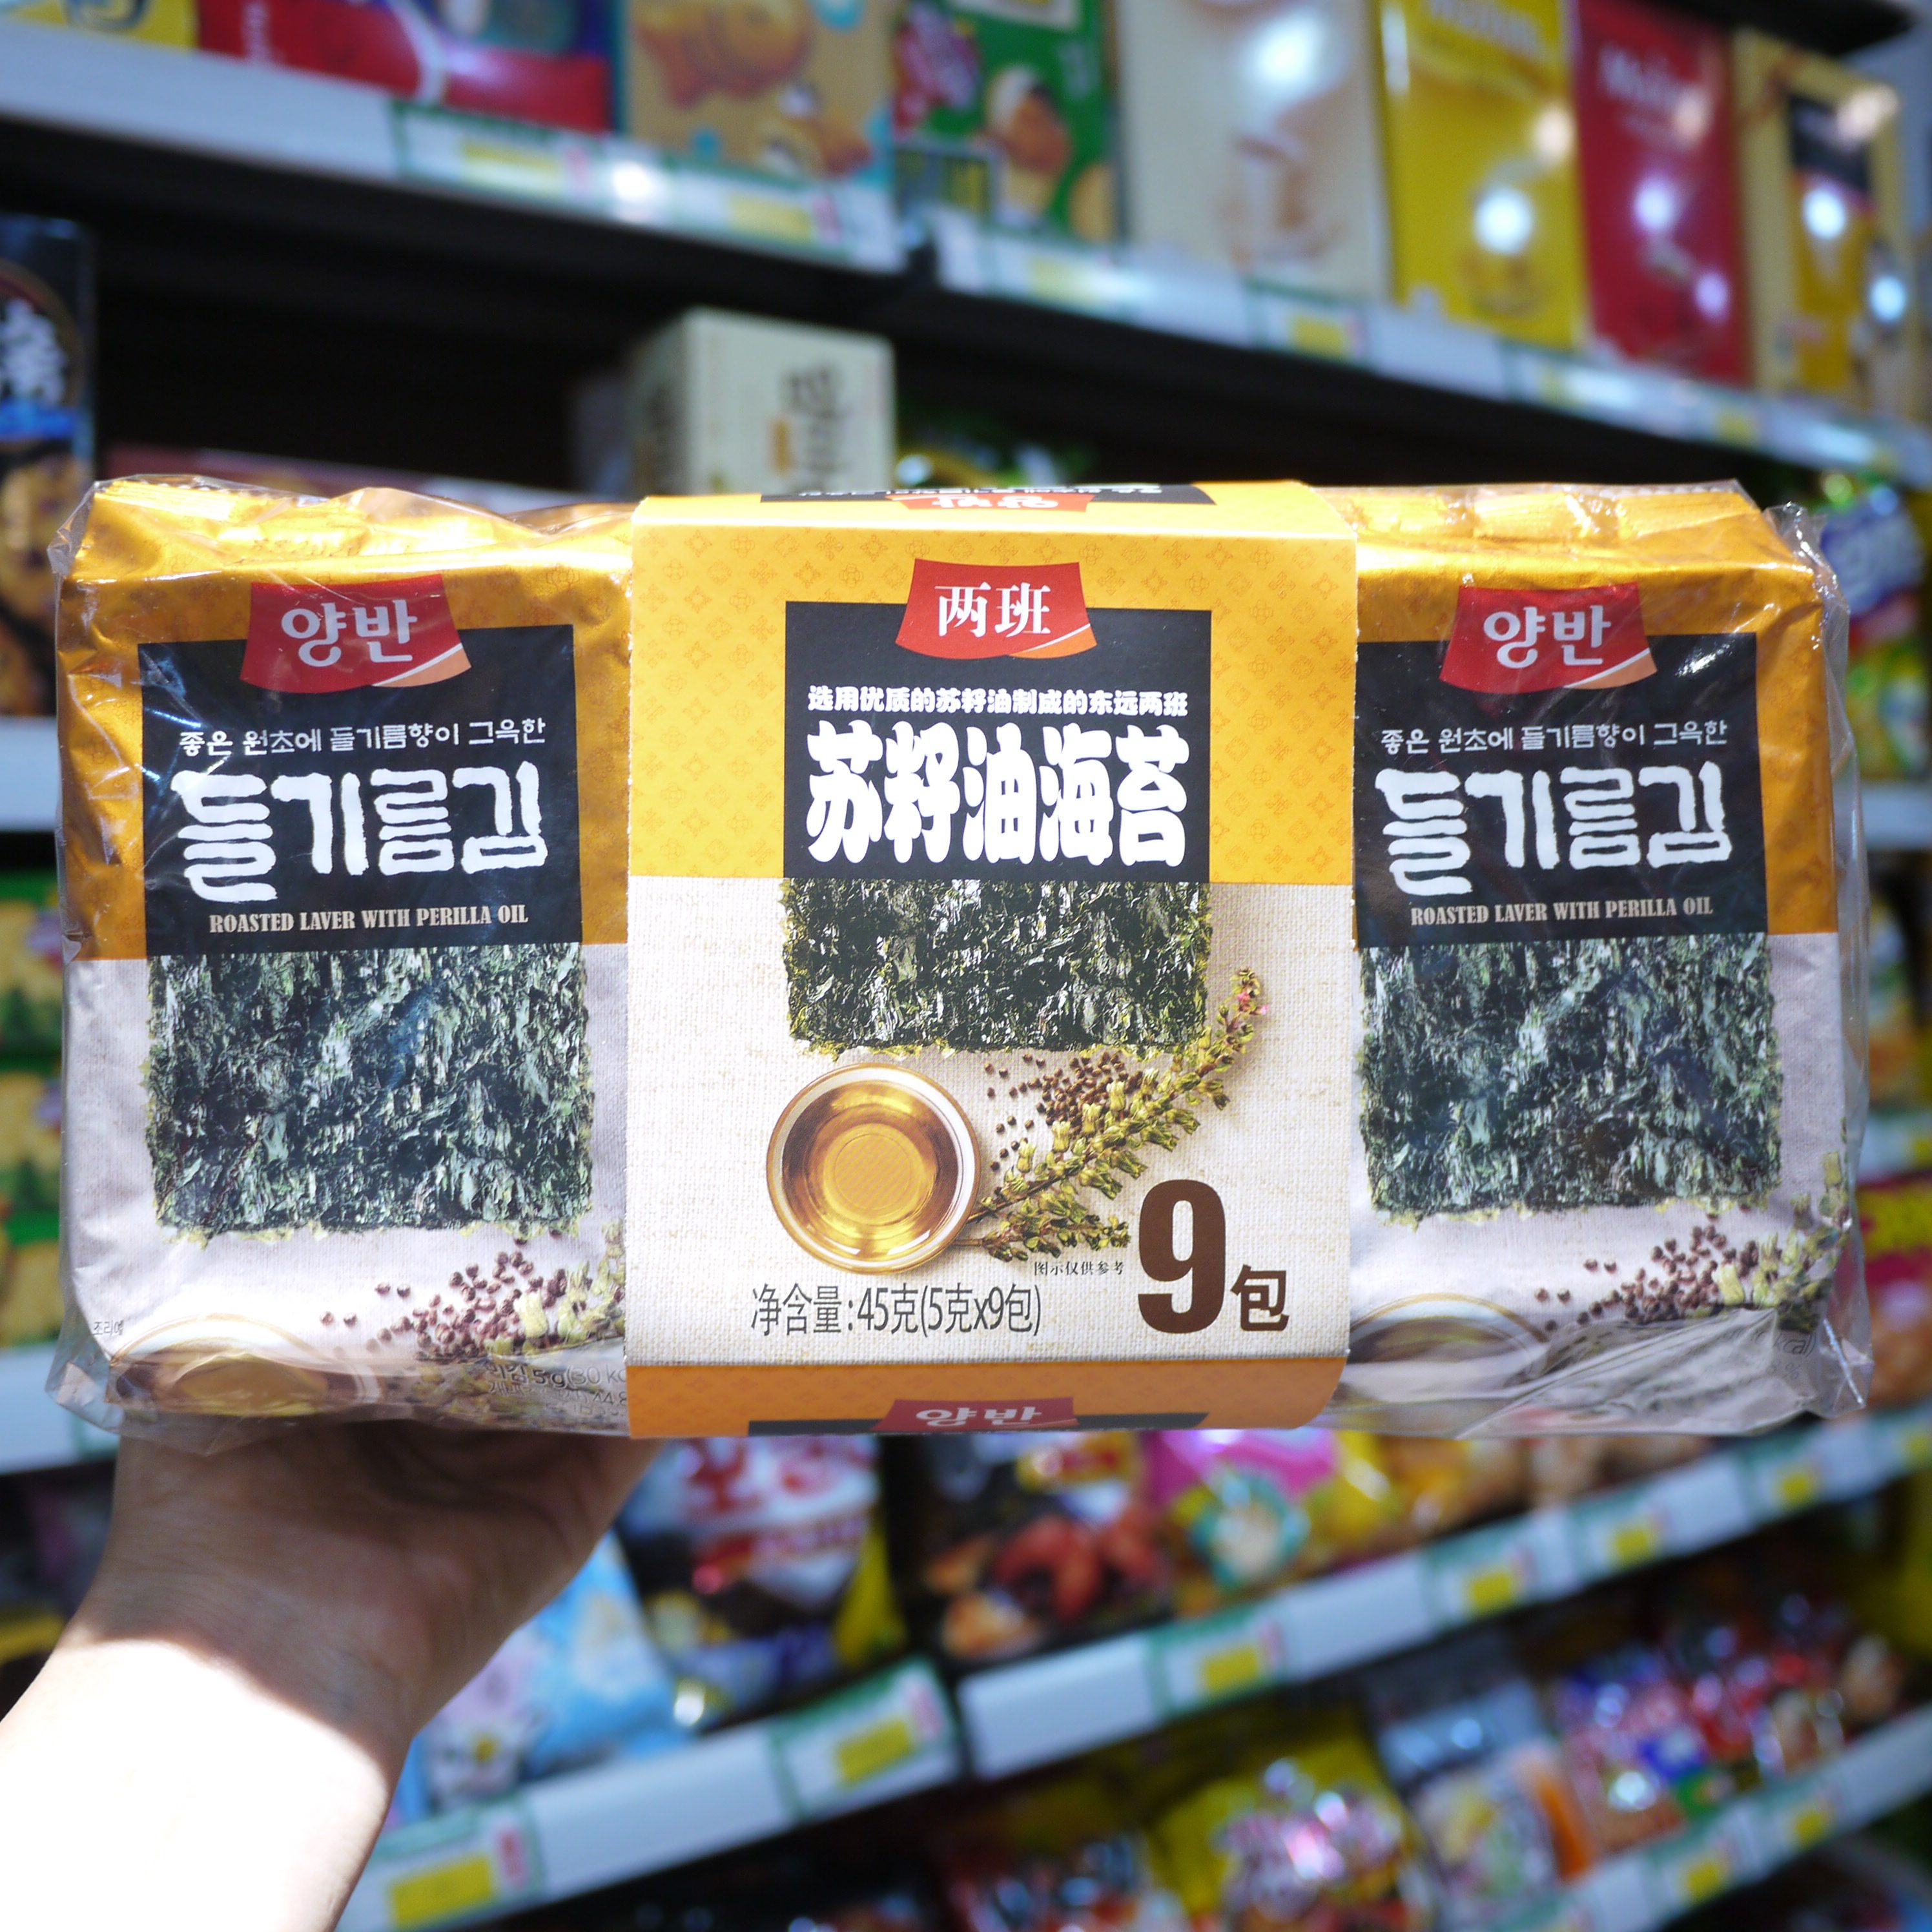 양반
좋은 원초에 들기름향이 그윽한
들기름김
ROASTED LAVER WITH PERILLA OIL
两班
选用优质的苏籽油制成的东远两班
苏籽油海苔
图示仅供参考
净含量:45克(5克x9包)
9包
양반
양반
좋은 원초에 들기름향이 그윽한
들기름김
ROASTED LAVER WITH PERILLA OIL